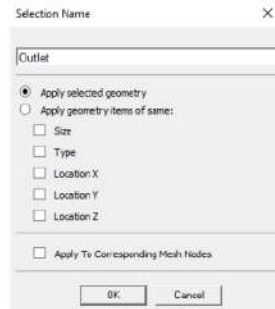 Selection Name
Outlet
Apply selected geometry
Apply geometry items of same:
Size
Type
Location X
Location Y
Location Z
Apply To Corresponding Mesh Nodes
OK
Cancel